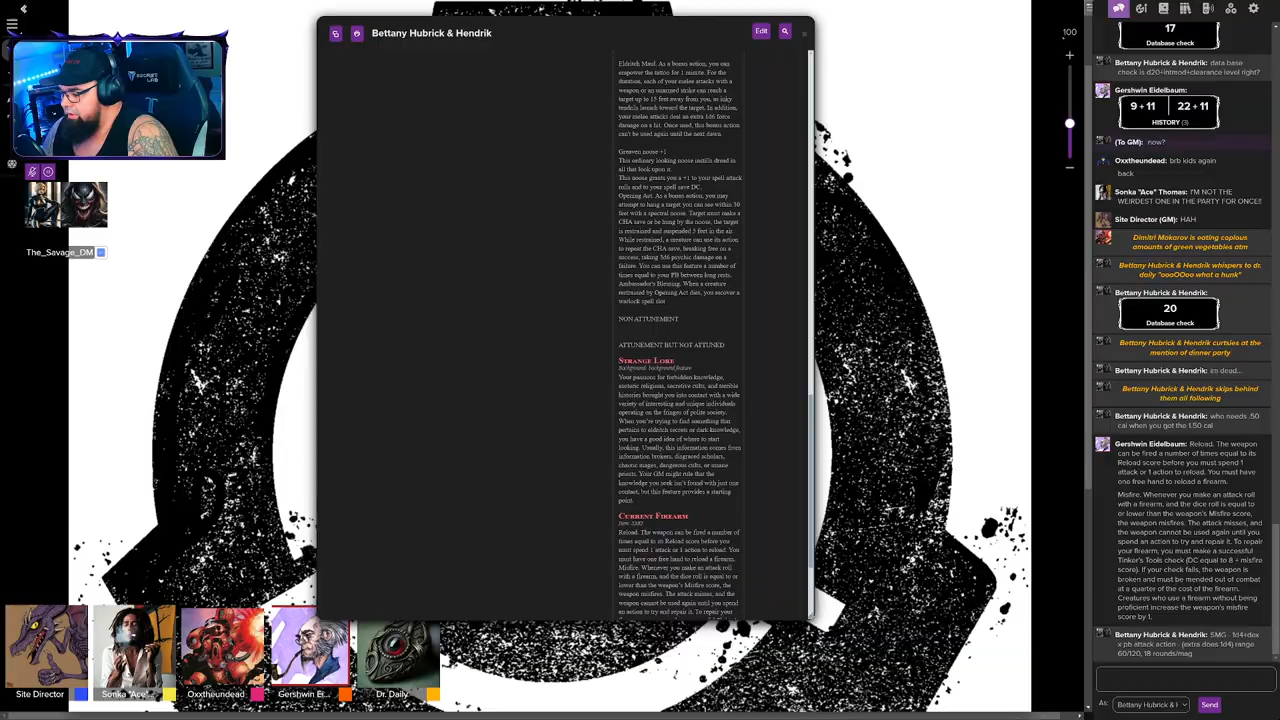 Bettany Hubrick & Hendrik
Edit
Eldritch Maul. As a bonus action, you can
empower the tattoo for 1 minute. For the
duration, each of your melee attacks with a
weapon or an unarmed strike can reach a
target up to 15 feet away from you, as inky
tendrils launch toward the target. In addition,
your melee attacks deal an extra 1d6 force
damage on a hit. Once used, this bonus action
can't be used again until the next dawn.
noose +1
This ordinary looking noose instills dread in
all that look upon it.
This noose grants you a +1 to your spell attack
rolls and to your spell save DC.
Opening Act. As a bonus action, you may
attempt to hang a target you can see within 30
feet with a spectral noose. Target must make a
CHA save or be hung by the noose, the target
is restrained and suspended 5 feet in the air.
While restrained, a creature can use its action
to repeat the CHA save, breaking free on a
success, taking 3d6 psychic damage on a
failure. You can use this feature a number of
times equal to your PB between long rests.
Ambassador's Blessing. When a creature
restrained by Opening Act dies, you recover a
warlock spell slot
NON ATTUNEMENT
ATTUNEMENT BUT NOT ATTUNED
STRANGE LORE
Background: background feature
Your passions for forbidden knowledge,
esoteric religions, secretive cults, and terrible
histories brought you into contact with a wide
variety of interesting and unique individuals
operating on the fringes of polite society.
When you're trying to find something that
pertains to eldritch secrets or dark knowledge,
you have a good idea of where to start
looking. Usually, this information comes from
information brokers, disgraced scholars,
chaotic mages, dangerous cults, or insane
priests. Your GM might rule that the
knowledge you seek isn't found with just one
contact, but this feature provides a starting
point.
CURRENT FIREARM
Item:
Reload. The weapon can be fired a number of
times equal to its Reload score before you
must spend 1 attack or 1 action to reload. You
must have one free hand to reload a firearm.
Misfire. Whenever you make an attack roll
with a firearm, and the dice roll is equal to or
lower than the weapon's Misfire score, the
weapon misfires. The attack misses, and the
weapon cannot be used again until you spend
an action to try and repair it. To repair your
SECRET
LAB
The_Savage_DM
Site Director
Sonka "Ace"...
Oxxtheundead
Gershwin Ei...
Dr. Daily
100
17
Database check
Bettany Hubrick & Hendrik: data base
check is d20+intmod+clearance level right?
Gershwin Eidelbaum:
9 + 11
22 + 11
HISTORY (3)
(To GM): now?
Oxxtheundead: brb kids again
back
Sonka "Ace" Thomas: I'M NOT THE
WEIRDEST ONE IN THE PARTY FOR ONCE!!
Site Director (GM): HAH
Dimitri Makarov is eating copious
amounts of green vegetables atm
Bettany Hubrick & Hendrik whispers to dr.
daily "oooOOoo what a hunk"
Bettany Hubrick & Hendrik:
20
Database check
Bettany Hubrick & Hendrik curtsies at the
mention of dinner party
Bettany Hubrick & Hendrik: im dead...
Bettany Hubrick & Hendrik skips behind
them all following
Bettany Hubrick & Hendrik: who needs .50
cal when you got the 1.50 cal
Gershwin Eidelbaum: Reload. The weapon
can be fired a number of times equal to its
Reload score before you must spend 1
attack or 1 action to reload. You must have
one free hand to reload a firearm.
Misfire. Whenever you make an attack roll
with a firearm, and the dice roll is equal to
or lower than the weapon's Misfire score,
the weapon misfires. The attack misses, and
the weapon cannot be used again until you
spend an action to try and repair it. To repair
your firearm, you must make a successful
Tinker's Tools check (DC equal to 8 + misfire
score). If your check fails, the weapon is
broken and must be mended out of combat
at a quarter of the cost of the firearm.
Creatures who use a firearm without being
proficient increase the weapon's misfire
score by 1.
Bettany Hubrick & Hendrik: SMG - 1d4+dex
x pb attack action - (extra does 1d4) range
60/120, 18 rounds/mag
As:
Bettany Hubrick & H
Send